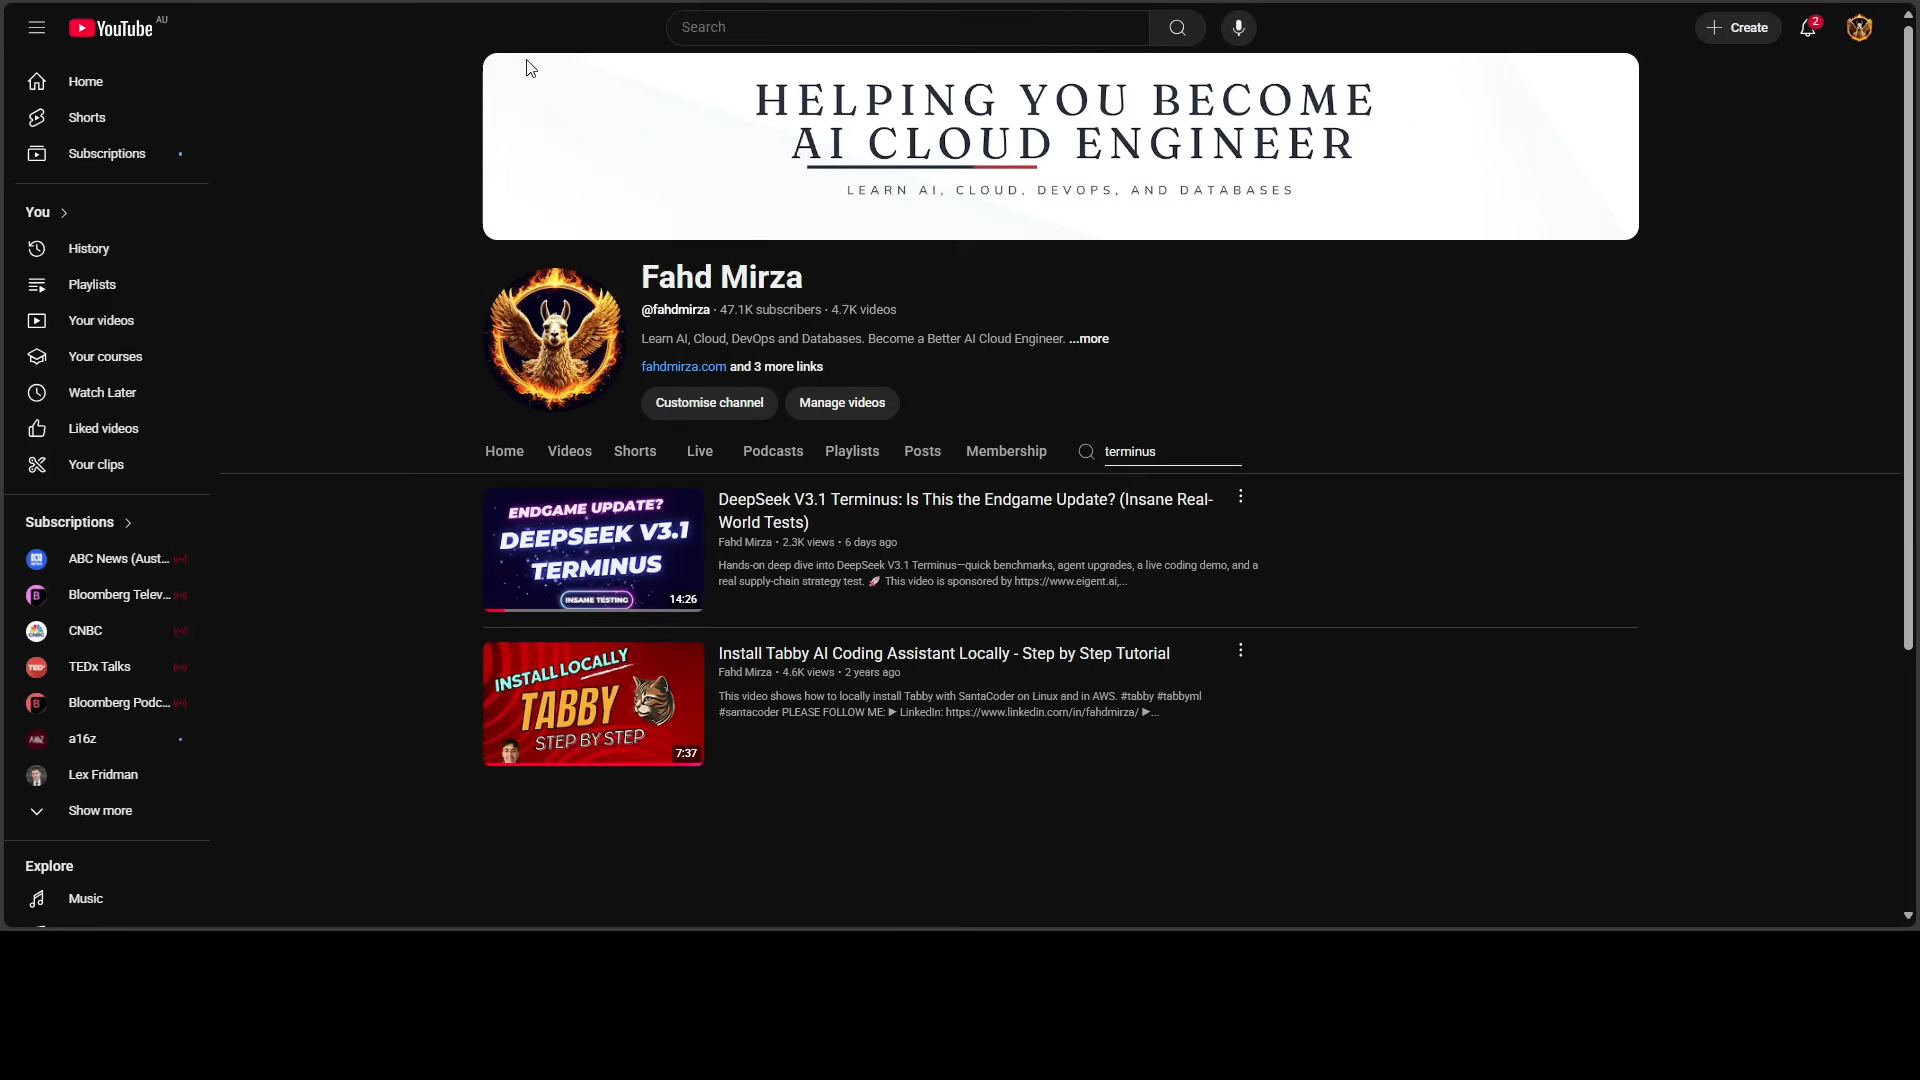 YouTube AU
Search
Create
2
Home
Shorts
Subscriptions
You
History
Playlists
Your videos
Your courses
Watch Later
Liked videos
Your clips
Subscriptions
ABC News (Aust...
Bloomberg Telev...
CNBC
TEDx Talks
Bloomberg Podc...
a16z
Lex Fridman
Show more
Explore
Music
HELPING YOU BECOME
AI CLOUD ENGINEER
LEARN AI, CLOUD, DEVOPS, AND DATABASES
Fahd Mirza
@fahdmirza · 47.1K subscribers · 4.7K videos
Learn AI, Cloud, DevOps and Databases. Become a Better AI Cloud Engineer. ...more
fahdmirza.com and 3 more links
Customise channel
Manage videos
Home Videos Shorts Live Podcasts Playlists Posts Membership terminus
ENDGAME UPDATE?
DEEPSEEK V3.1
TERMINUS
INSANE TESTING
14:26
DeepSeek V3.1 Terminus: Is This the Endgame Update? (Insane Real-
World Tests)
Fahd Mirza • 2.3K views • 6 days ago
Hands-on deep dive into DeepSeek V3.1 Terminus—quick benchmarks, agent upgrades, a live coding demo, and a
real supply-chain strategy test. 🚀 This video is sponsored by https://www.eigent.ai,...
INSTALL LOCALLY
TABBY
STEP BY STEP
7:37
Install Tabby AI Coding Assistant Locally - Step by Step Tutorial
Fahd Mirza • 4.6K views • 2 years ago
This video shows how to locally install Tabby with SantaCoder on Linux and in AWS. #tabby #tabbyml
#santacoder PLEASE FOLLOW ME: ▶ LinkedIn: https://www.linkedin.com/in/fahdmirza/ ▶...